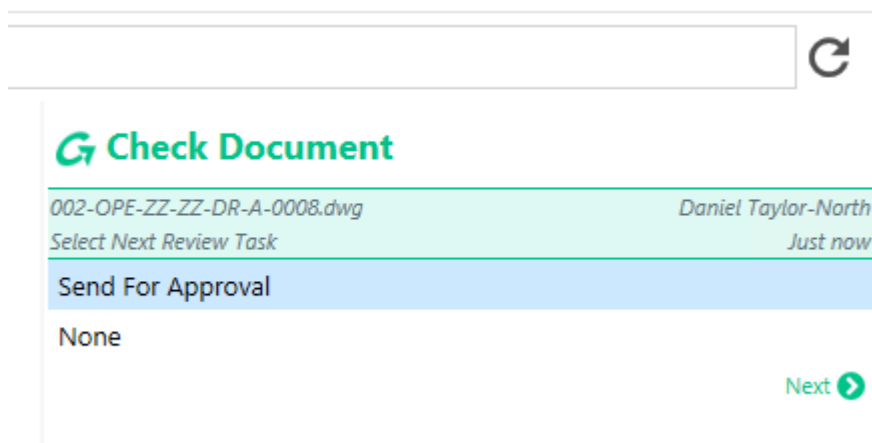 Check Document
002-OPE-ZZ-ZZ-DR-A-0008.dwg Daniel Taylor-North
Select Next Review Task Just now
Send For Approval
None
Next